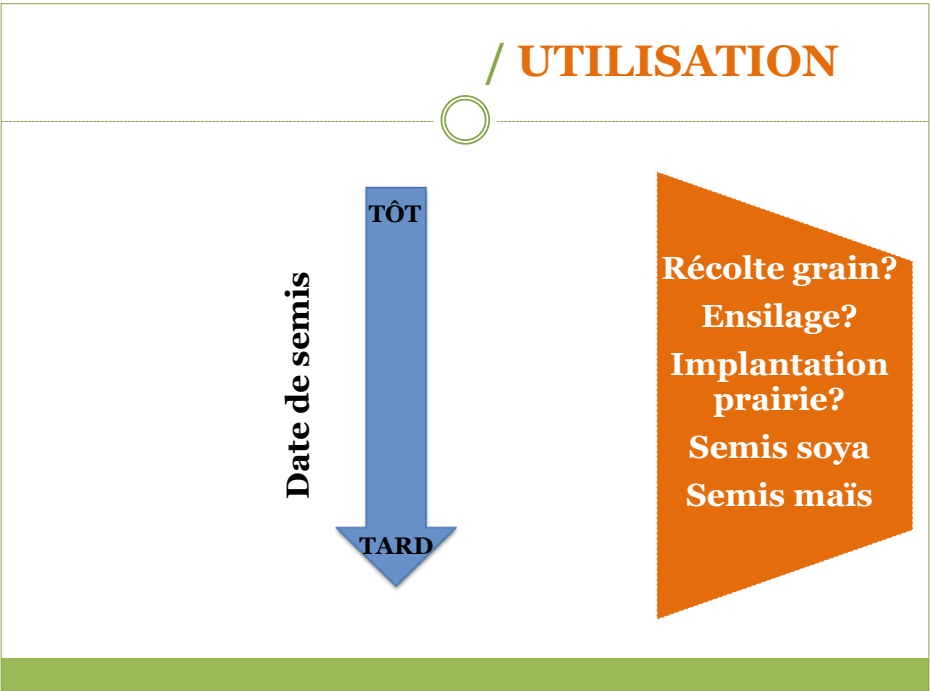 / UTILISATION
TÔT
Date de semis
TARD
Récolte grain?
Ensilage?
Implantation
prairie?
Semis soya
Semis maïs